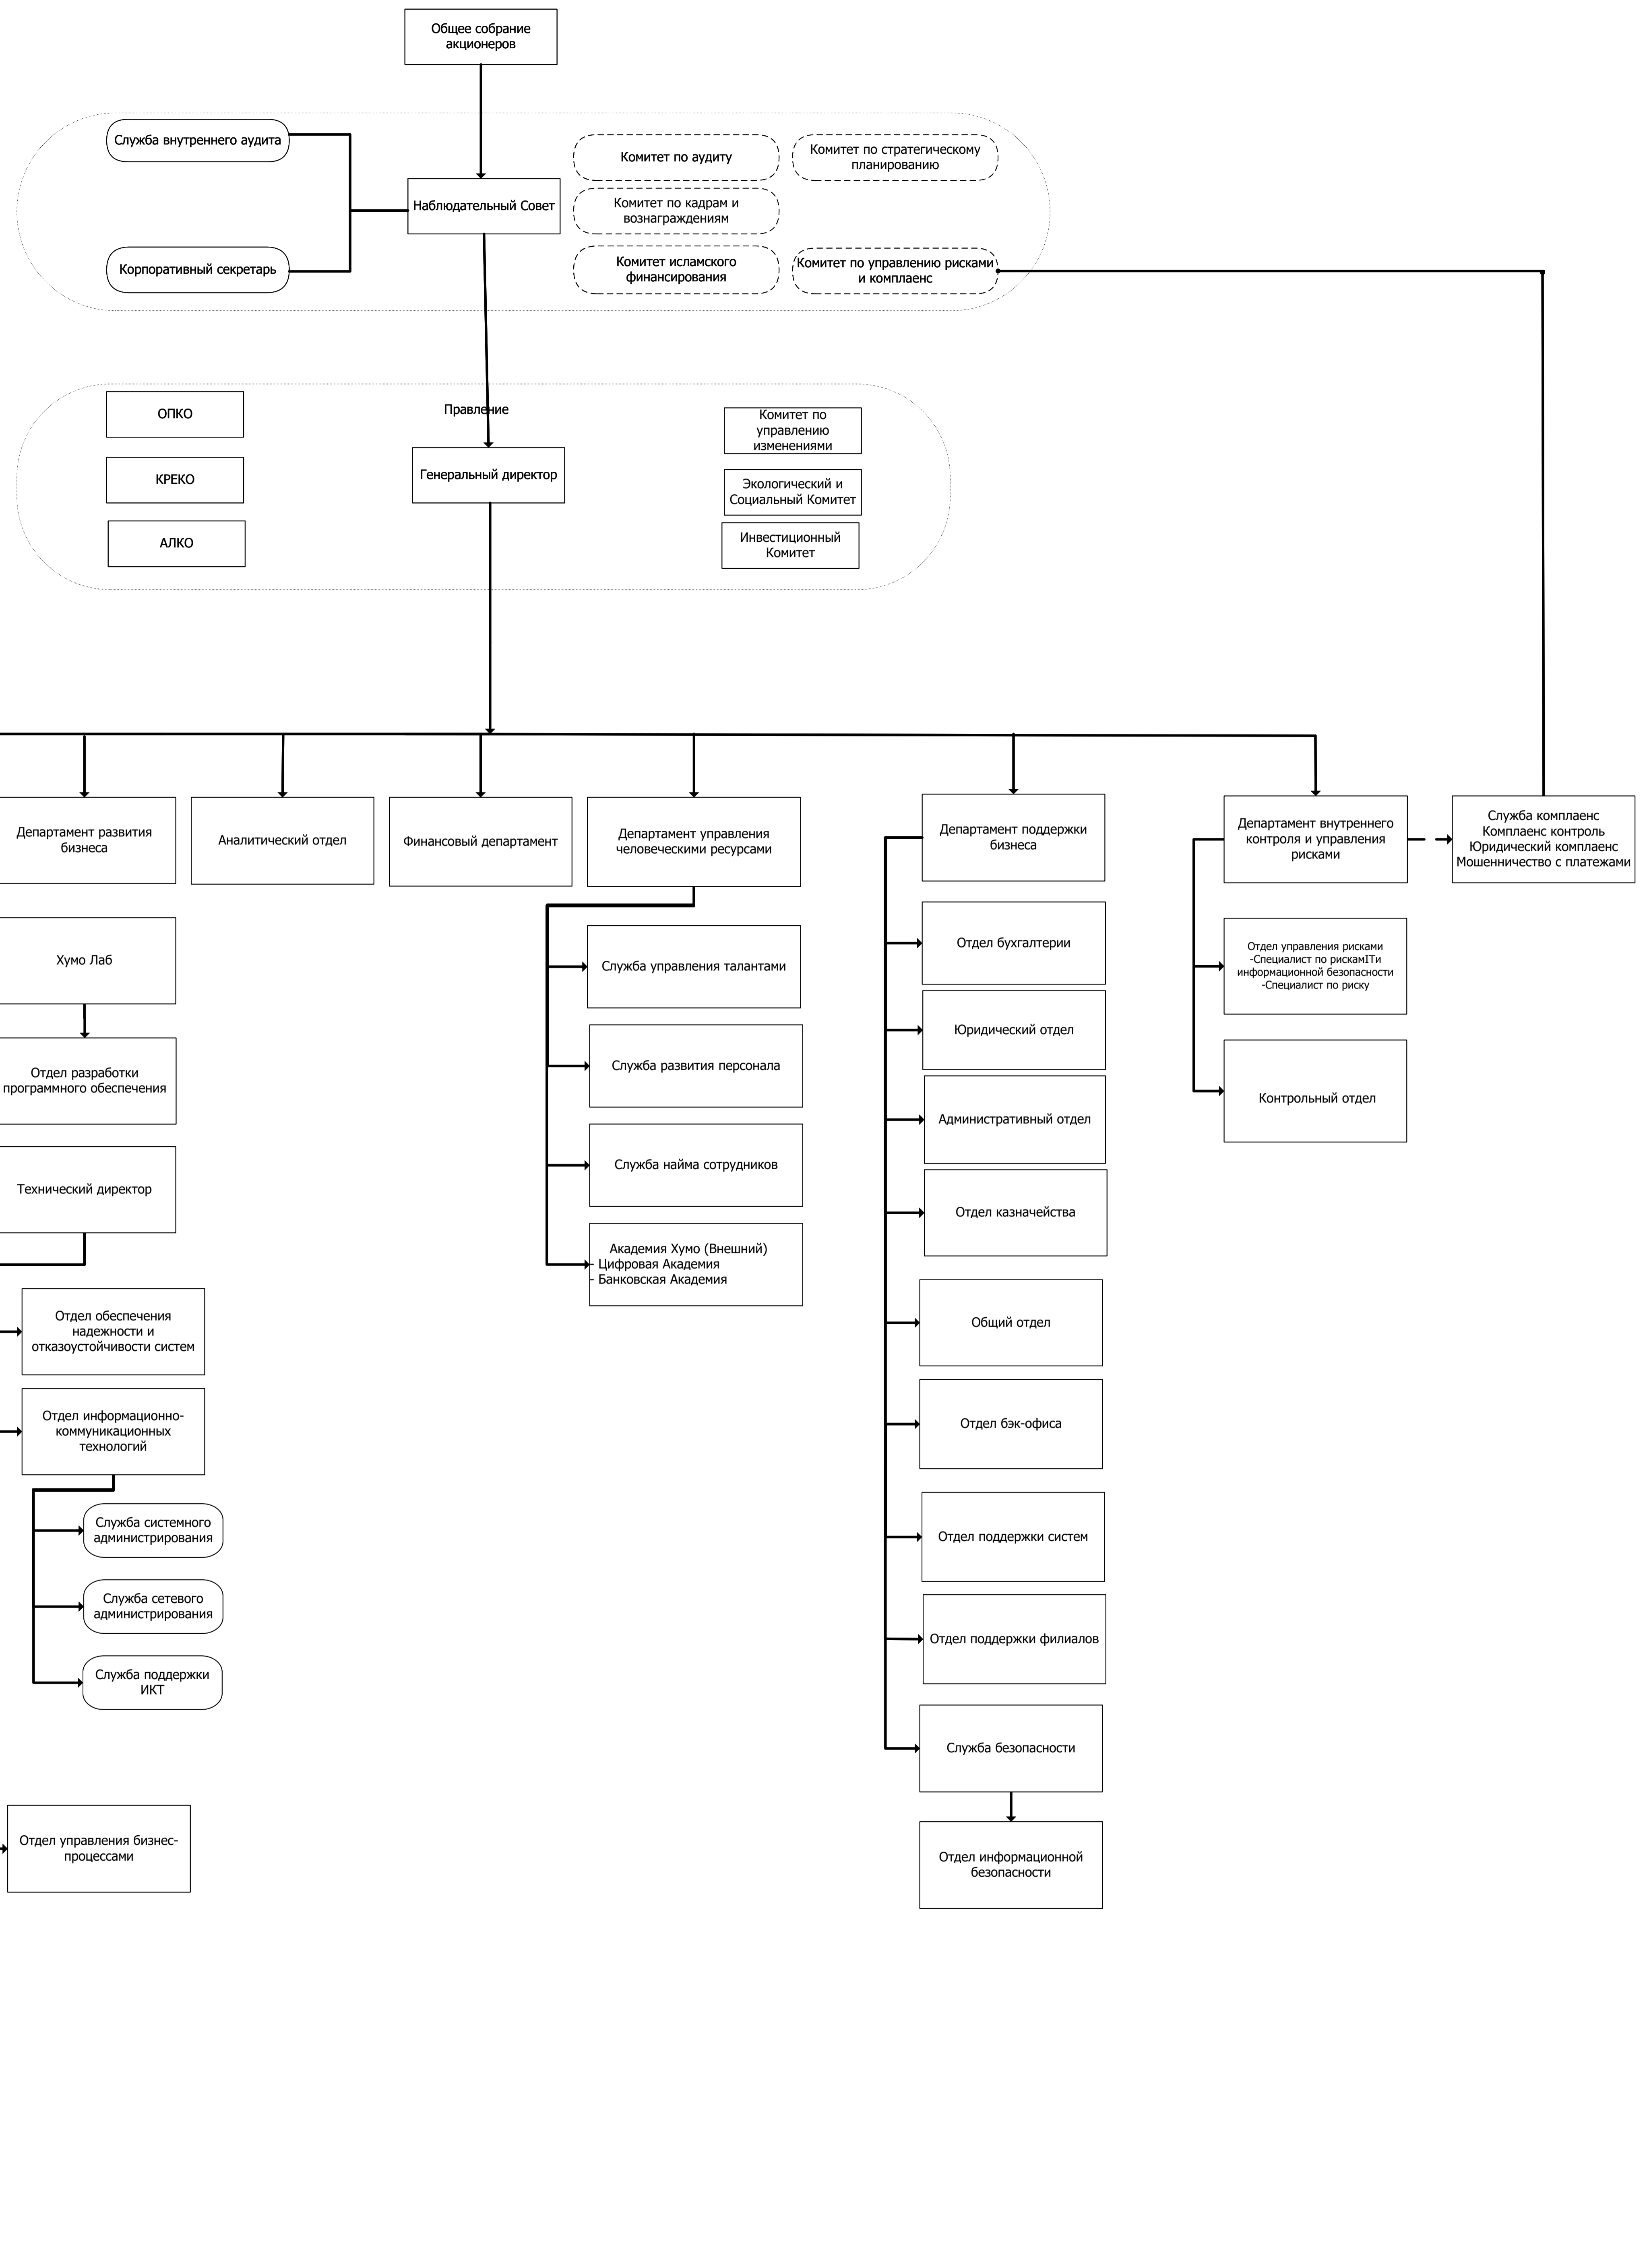 Общее собрание
акционеров
Служба внутреннего аудита
Наблюдательный Совет
Корпоративный секретарь
Комитет по аудиту
Комитет по стратегическому
планированию
Комитет по кадрам и
вознаграждениям
Комитет исламского
финансирования
Комитет по управлению рисками
и комплаенс
ОПКО
КРЕКО
АЛКО
Правление
Генеральный директор
Комитет по
управлению
изменениями
Экологический и
Социальный Комитет
Инвестиционный
Комитет
Департамент развития
бизнеса
Аналитический отдел
Финансовый департамент
Департамент управления
человеческими ресурсами
Департамент поддержки
бизнеса
Департамент внутреннего
контроля и управления
рисками
Служба комплаенс
Комплаенс контроль
Юридический комплаенс
Мошенничество с платежами
Хумо Лаб
Отдел разработки
программного обеспечения
Технический директор
Отдел обеспечения
надежности и
отказоустойчивости систем
Отдел информационно-
коммуникационных
технологий
Служба системного
администрирования
Служба сетевого
администрирования
Служба поддержки
ИКТ
Отдел управления бизнес-
процессами
Служба управления талантами
Служба развития персонала
Служба найма сотрудников
Академия Хумо (Внешний)
- Цифровая Академия
- Банковская Академия
Отдел бухгалтерии
Юридический отдел
Административный отдел
Отдел казначейства
Общий отдел
Отдел бэк-офиса
Отдел поддержки систем
Отдел поддержки филиалов
Служба безопасности
Отдел информационной
безопасности
Отдел управления рисками
-Специалист по рискамITи
информационной безопасности
-Специалист по риску
Контрольный отдел